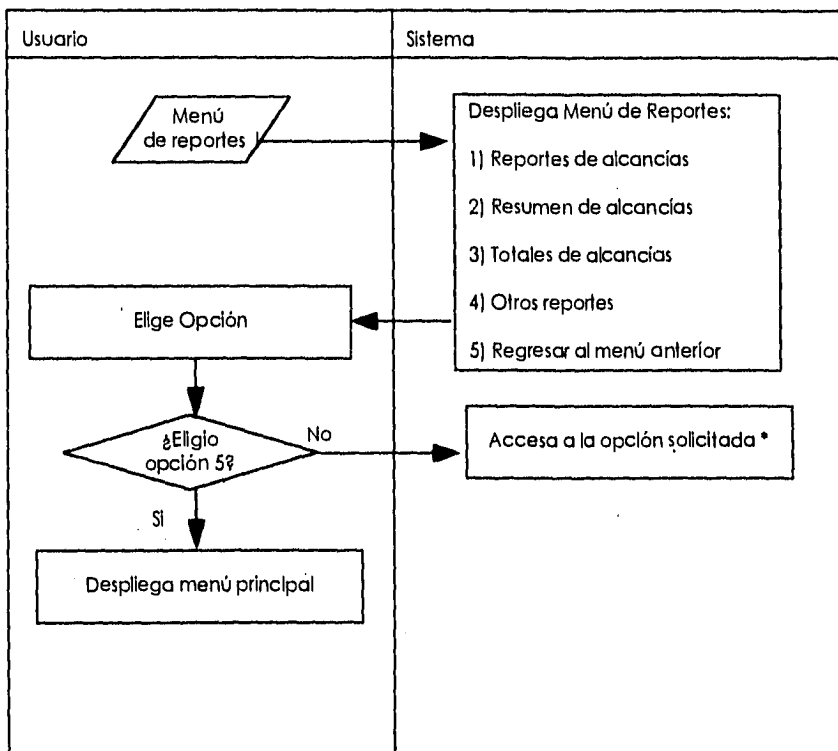 Usuario
Sistema
Menú
de reportes
Despliega Menú de Reportes:
1) Reportes de alcancías
2) Resumen de alcancías
3) Totales de alcancías
4) Otros reportes
5) Regresar al menú anterior
Elige Opción
¿Eligio
opción 5?
No
Accesa a la opción solicitada *
Si
Despliega menú principal